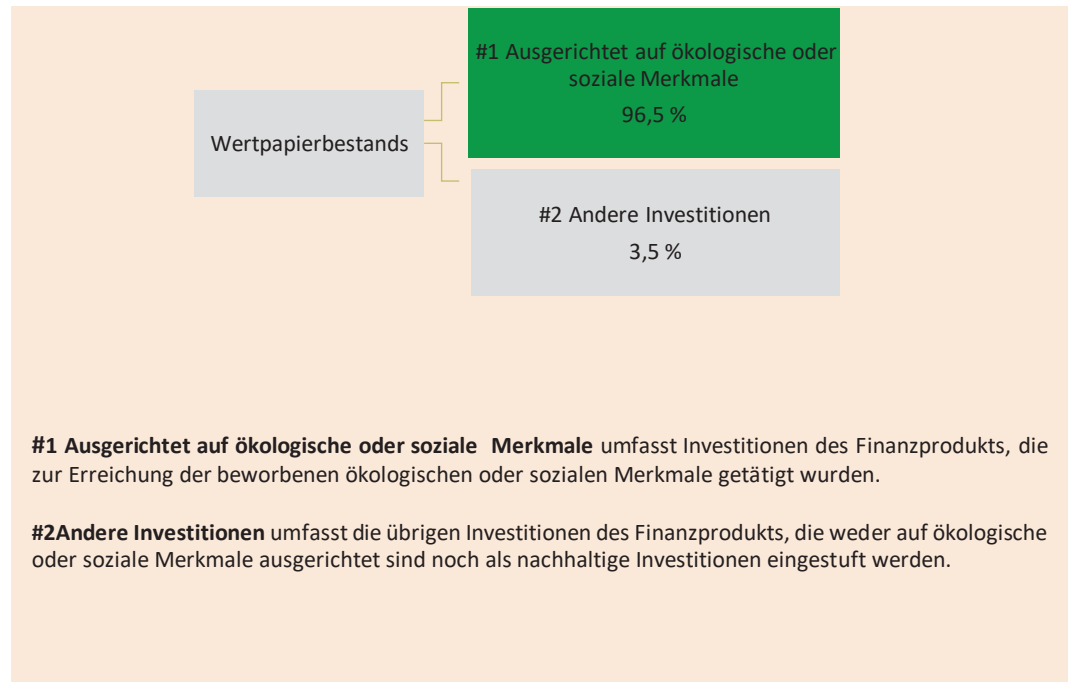 #1 Ausgerichtet auf ökologische oder
soziale Merkmale
96,5 %
Wertpapierbestands
#2 Andere Investitionen
3,5 %
#1 Ausgerichtet auf ökologische oder soziale Merkmale umfasst Investitionen des Finanzprodukts, die
zur Erreichung der beworbenen ökologischen oder sozialen Merkmale getätigt wurden.
#2Andere Investitionen umfasst die übrigen Investitionen des Finanzprodukts, die weder auf ökologische
oder soziale Merkmale ausgerichtet sind noch als nachhaltige Investitionen eingestuft werden.